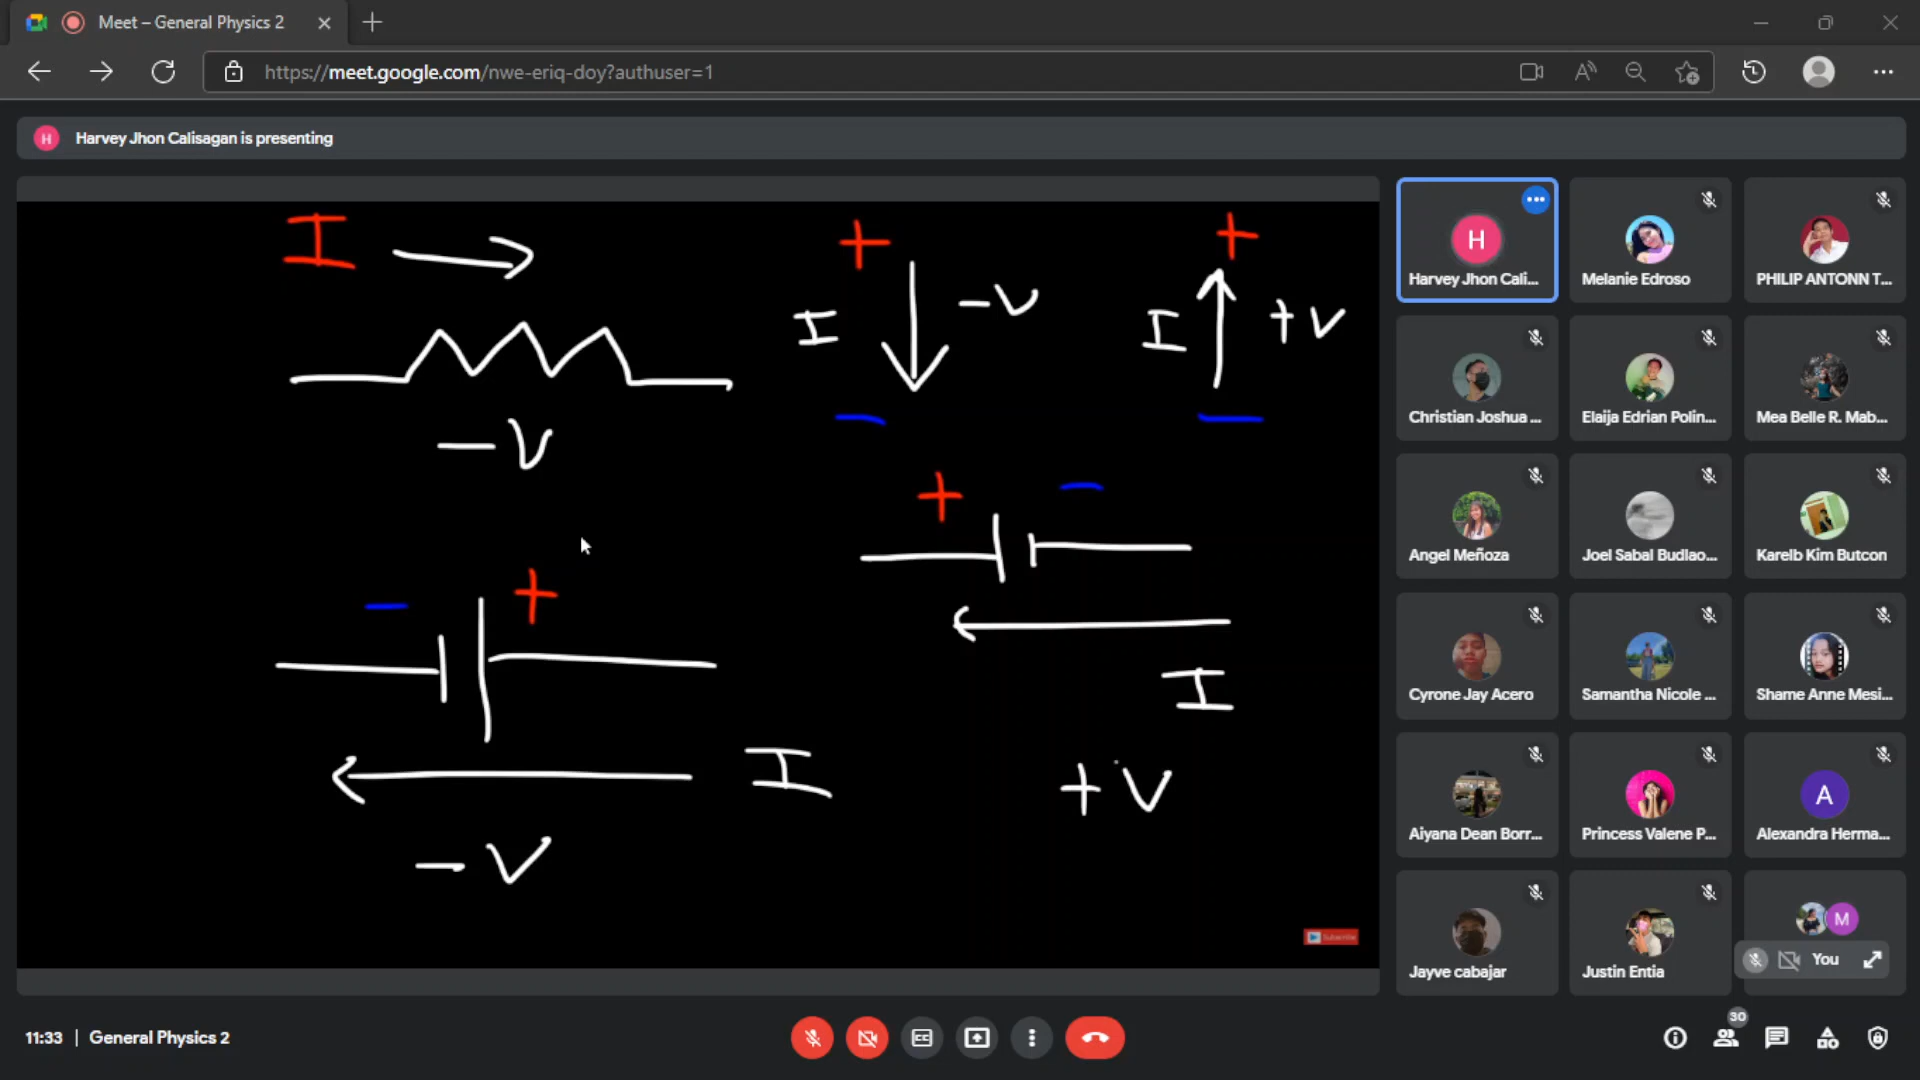 Meet – General Physics 2
https://meet.google.com/nwe-eriq-doy?authuser=1
H Harvey Jhon Calisagan is presenting
I
+
I
-V
-
+
I
+V
-
-V
+ -
I
+V
- +
I
-V
Subscribe
H
Harvey Jhon Cali...
Melanie Edroso
PHILIP ANTONN T...
Christian Joshua ...
Elaija Edrian Polin...
Mea Belle R. Mab...
Angel Meñoza
Joel Sabal Budlao...
Karelb Kim Butcon
Cyrone Jay Acero
Samantha Nicole ...
Shame Anne Mesi...
Aiyana Dean Borr...
Princess Valene P...
A
Alexandra Herma...
Jayve cabajar
Justin Entia
M
You
11:33 | General Physics 2
30